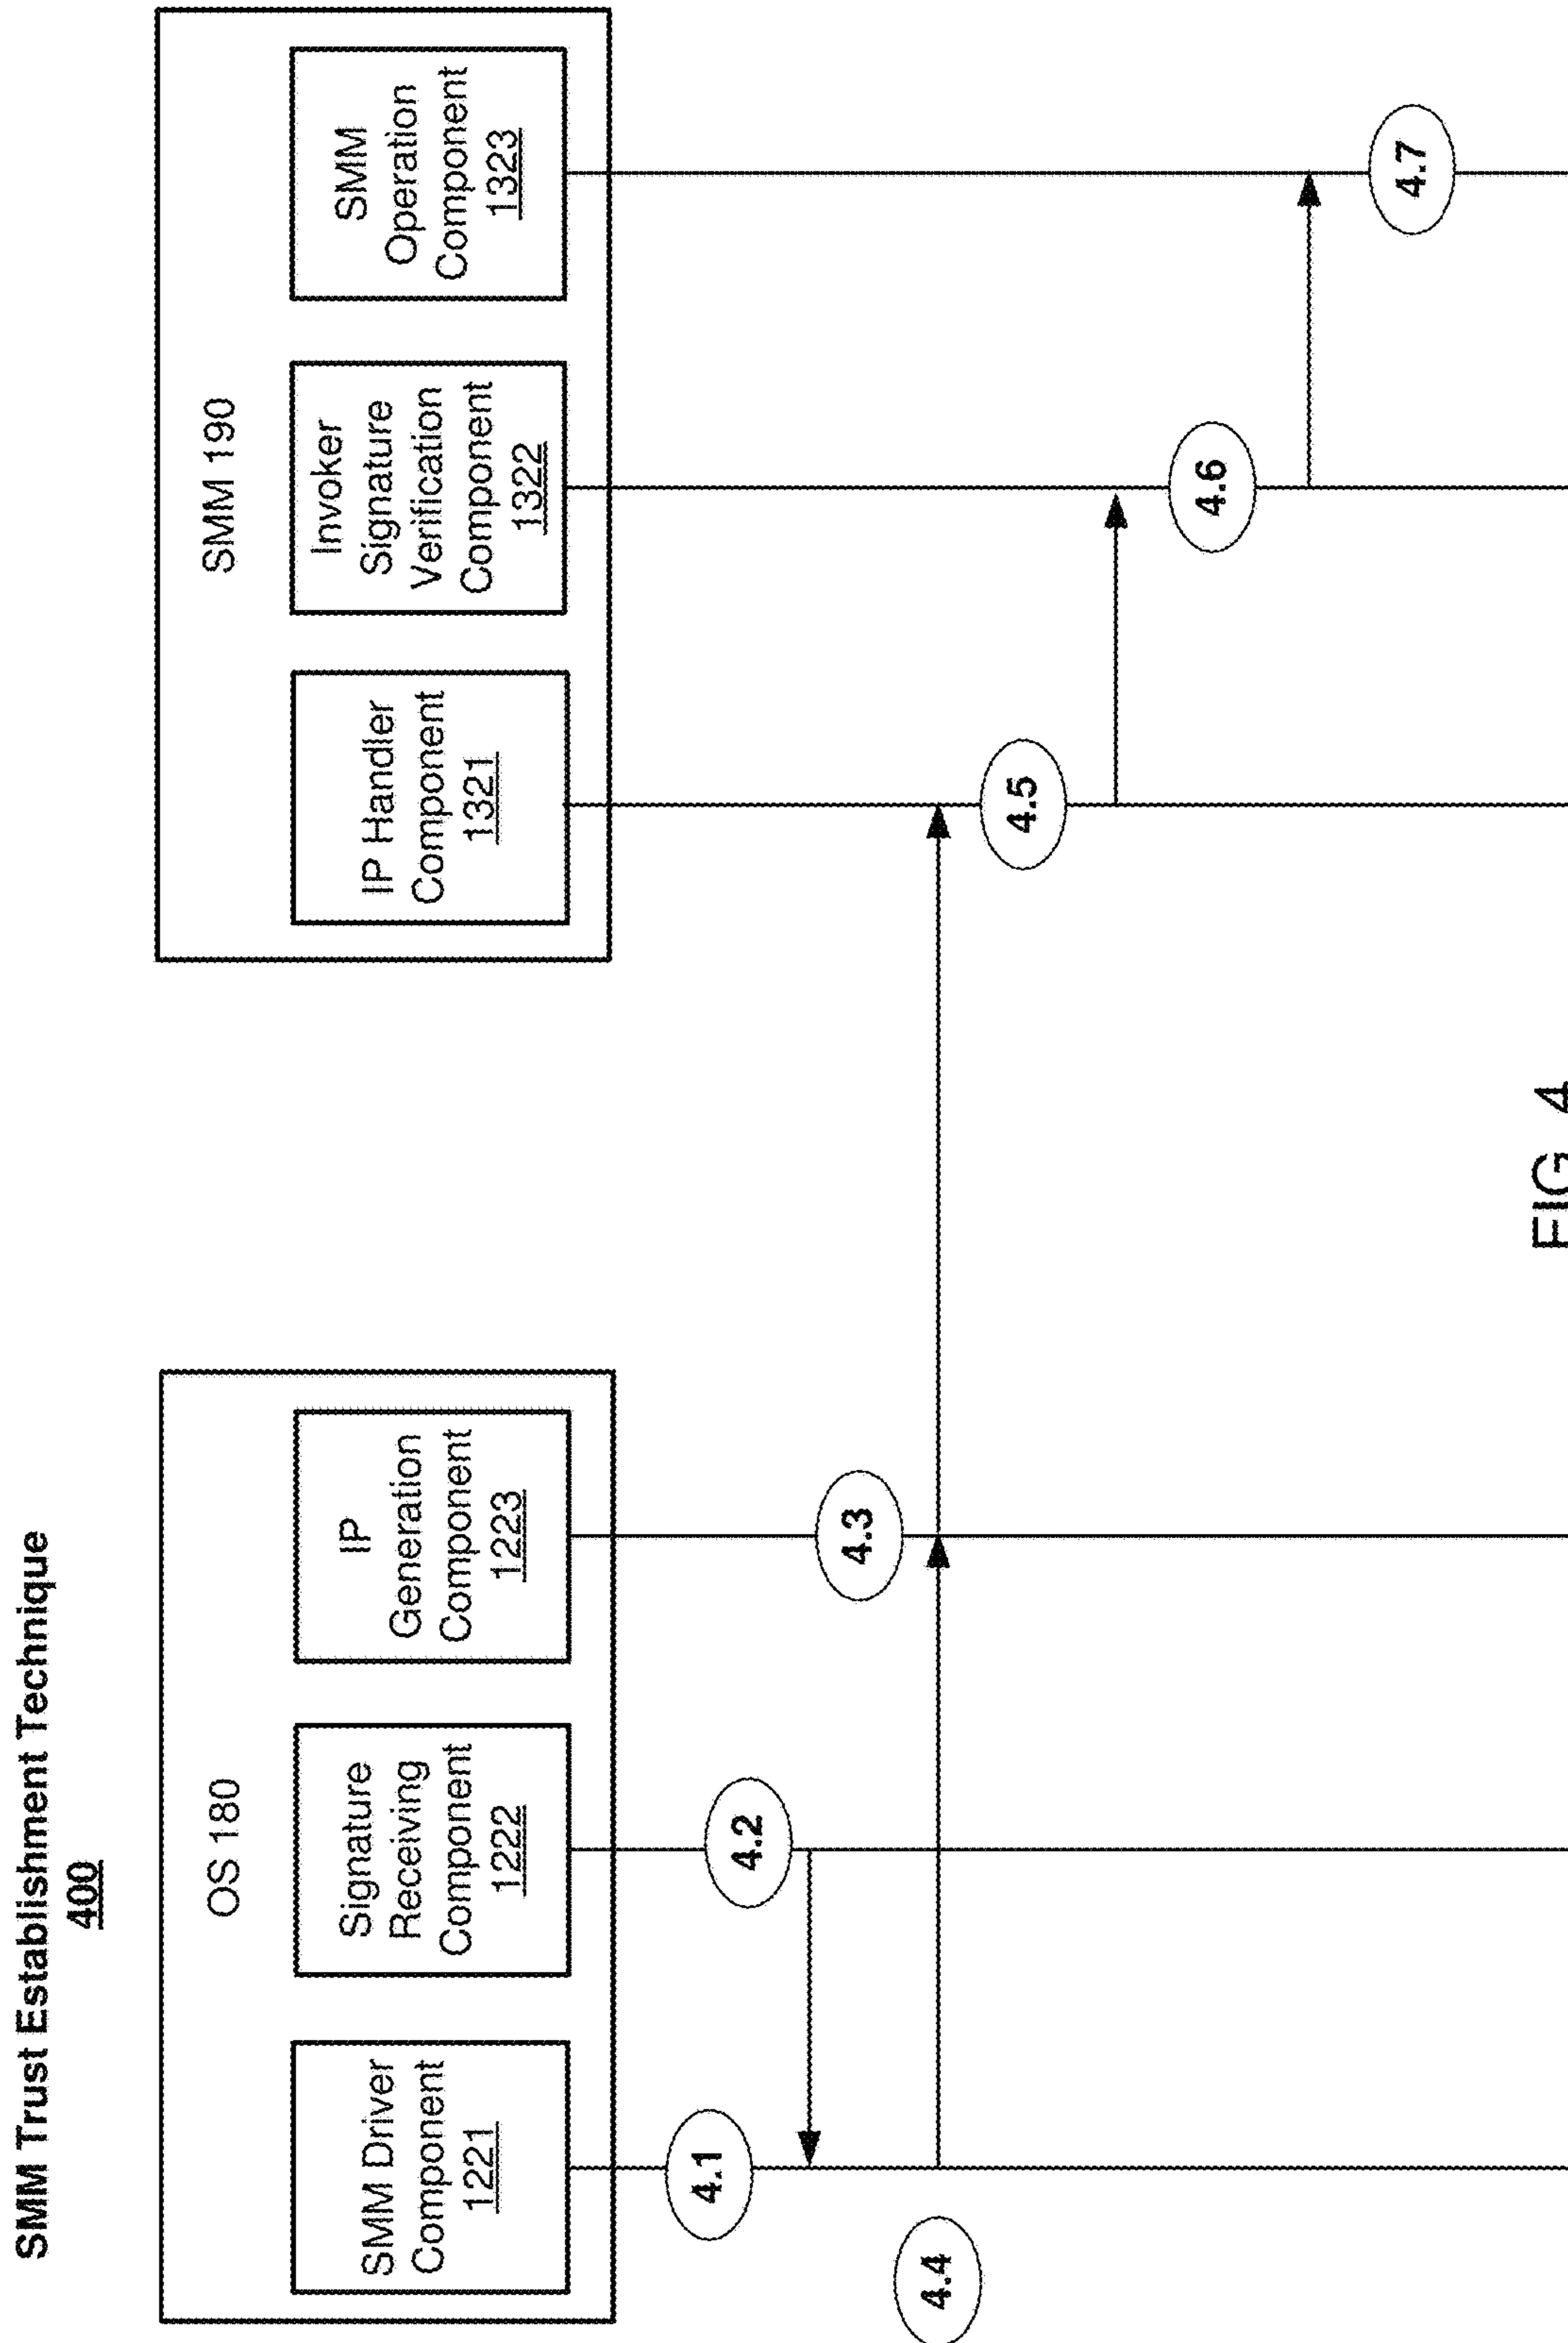 SMM Trust Establishment Technique
400
OS 180
SMM Driver
Component
1221
Signature
Receiving
Component
1222
IP
Generation
Component
1223
SMM 190
IP Handler
Component
1321
Invoker
Signature
Verification
Component
1322
SMM
Operation
Component
1323
4.1
4.2
4.3
4.4
4.5
4.6
4.7
FIG. 4